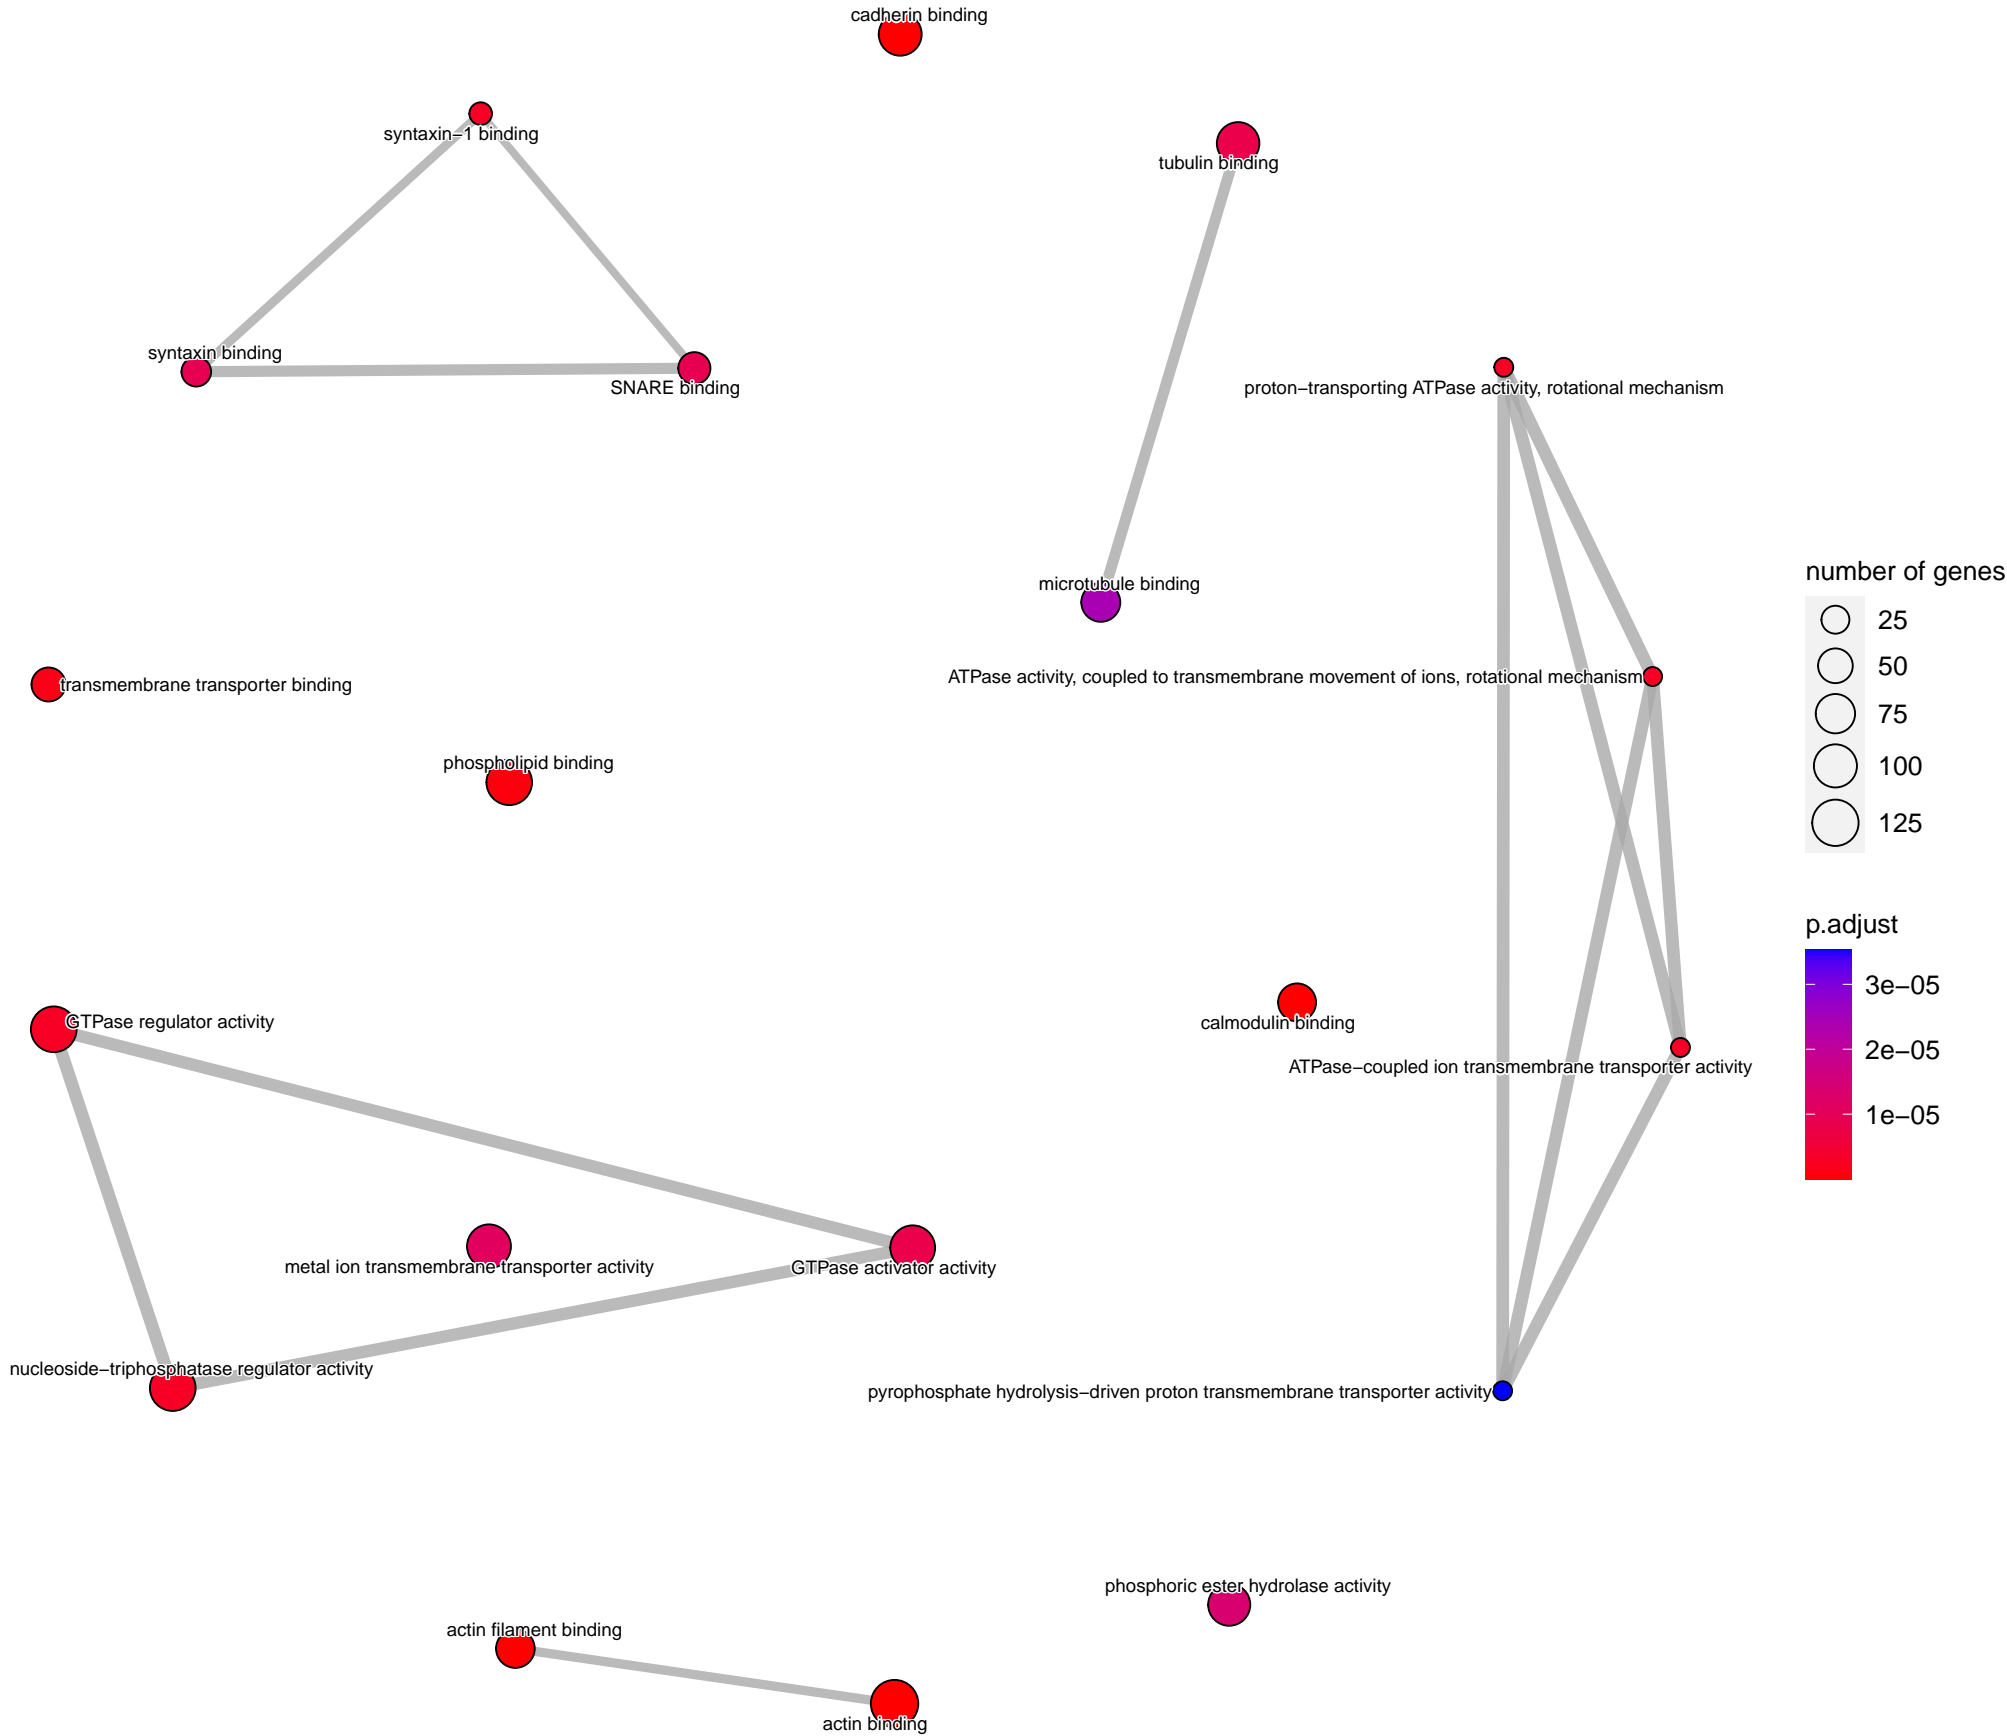 cadherin binding
syntaxin−1 binding
tubulin binding
syntaxin binding
SNARE binding
proton−transporting ATPase activity, rotational mechanism
microtubule binding
ATPase activity, coupled to transmembrane movement of ions, rotational mechanism
transmembrane transporter binding
phospholipid binding
GTPase regulator activity
calmodulin binding
ATPase−coupled ion transmembrane transporter activity
metal ion transmembrane transporter activity
GTPase activator activity
nucleoside−triphosphatase regulator activity
pyrophosphate hydrolysis−driven proton transmembrane transporter activity
phosphoric ester hydrolase activity
actin filament binding
actin binding
number of genes
25
50
75
100
125
p.adjust
3e−05
2e−05
1e−05